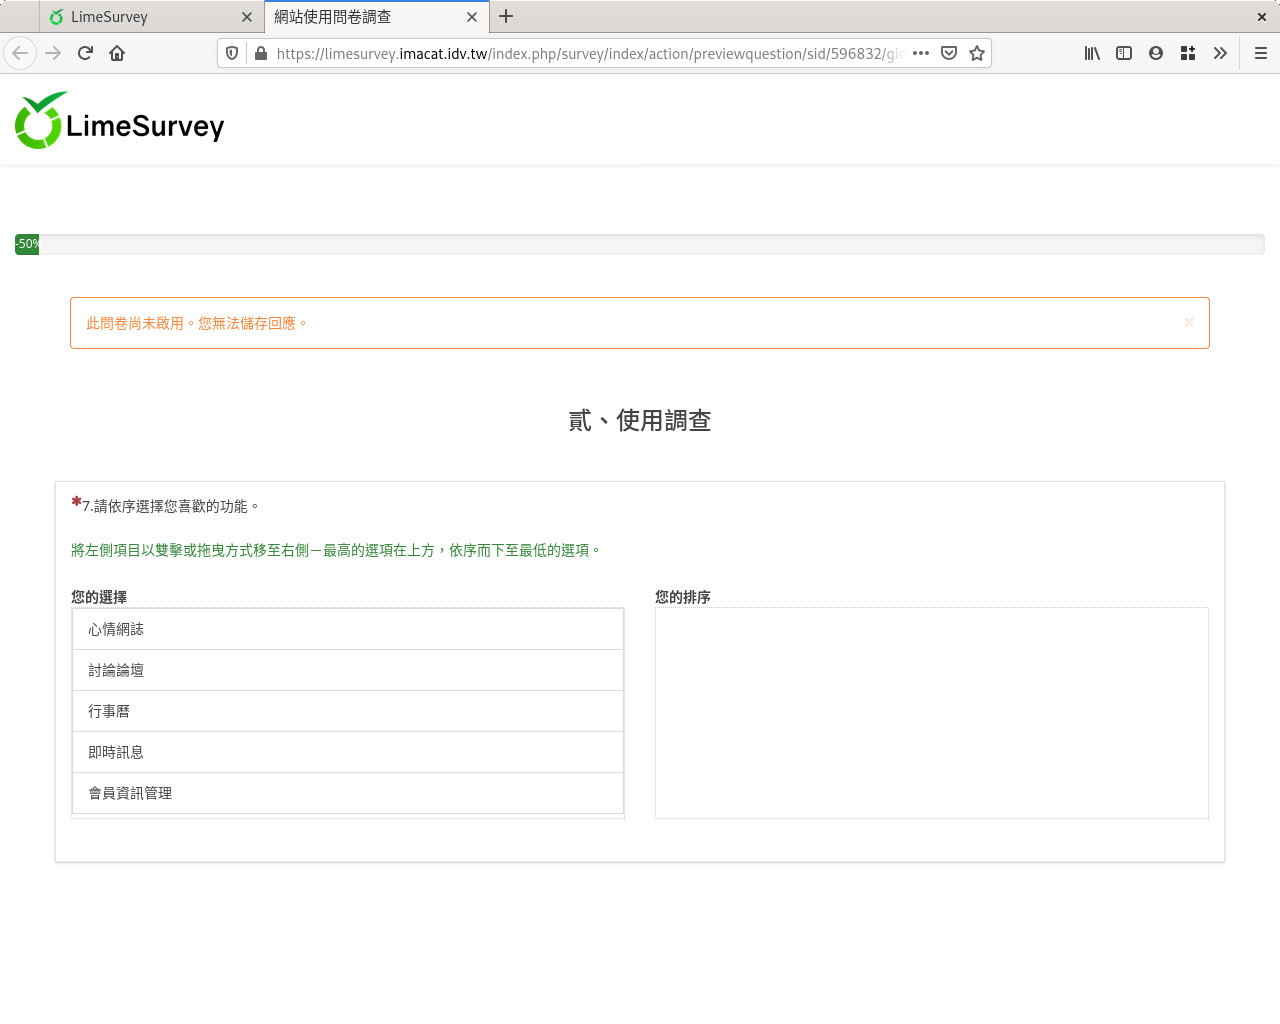 LimeSurvey
網站使用問卷調查
https://limesurvey.imacat.idv.tw/index.php/survey/index/action/previewquestion/sid/596832/gid
LimeSurvey
-50%
此問卷尚未啟用。您無法儲存回應。
貳、使用調查
*7.請依序選擇您喜歡的功能。
將左側項目以雙擊或拖曳方式移至右側－最高的選項在上方，依序而下至最低的選項。
您的選擇
心情網誌
討論論壇
行事曆
即時訊息
會員資訊管理
您的排序